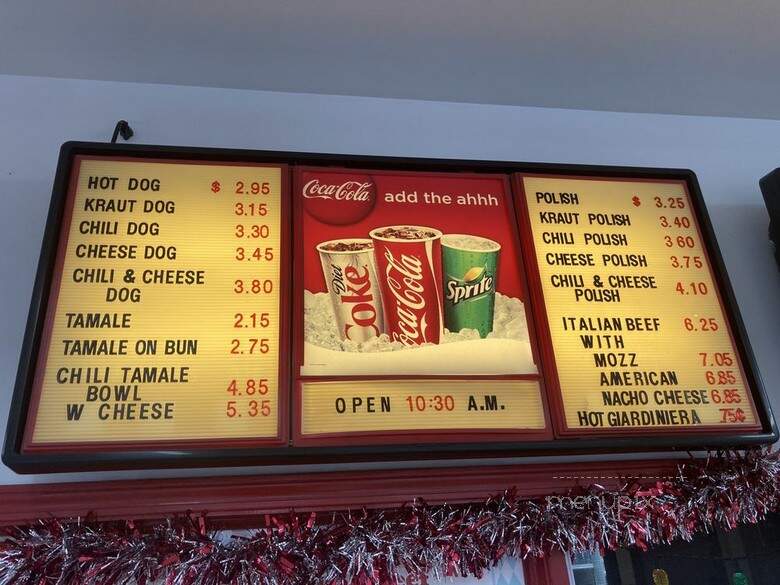 HOT DOG $ 2.95
KRAUT DOG 3.15
CHILI DOG 3.30
CHEESE DOG 3.45
CHILI & CHEESE
DOG 3.80
TAMALE 2.15
TAMALE ON BUN 2.75
CHILI TAMALE
BOWL 4.85
W CHEESE 5.35
Coca-Cola add the ahhh
Diet Coke
Coca-Cola
Sprite
OPEN 10:30 A.M.
POLISH $ 3.25
KRAUT POLISH 3.40
CHILI POLISH 3 60
CHEESE POLISH 3.75
CHILI & CHEESE
POLISH 4.10
ITALIAN BEEF 6.25
WITH
MOZZ 7.05
AMERICAN 6.85
NACHO CHEESE 6.85
HOT GIARDINIERA .75¢